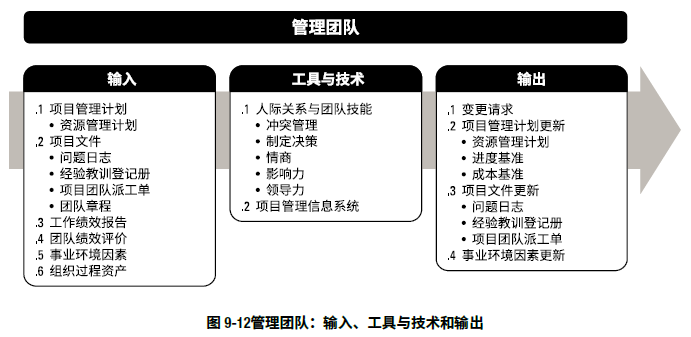 管理团队
输入
.1 项目管理计划
• 资源管理计划
.2 项目文件
• 问题日志
• 经验教训登记册
• 项目团队派工单
• 团队章程
.3 工作绩效报告
.4 团队绩效评价
.5 事业环境因素
.6 组织过程资产
工具与技术
.1 人际关系与团队技能
• 冲突管理
• 制定决策
• 情商
• 影响力
• 领导力
.2 项目管理信息系统
输出
.1 变更请求
.2 项目管理计划更新
• 资源管理计划
• 进度基准
• 成本基准
.3 项目文件更新
• 问题日志
• 经验教训登记册
• 项目团队派工单
.4 事业环境因素更新
图 9-12管理团队：输入、工具与技术和输出